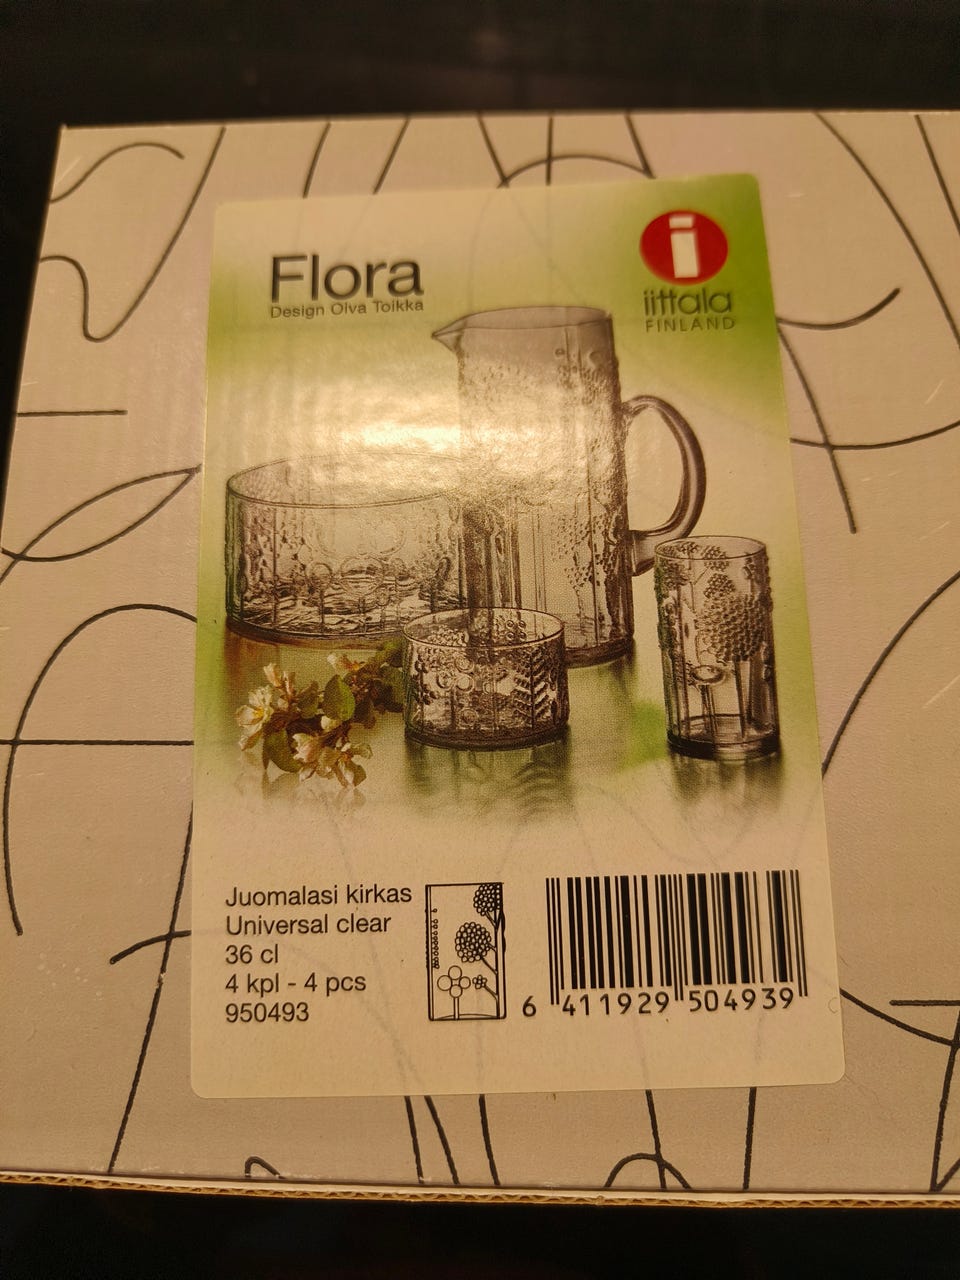 Flora
Design Oiva Toikka
i
iittala
FINLAND
Juomalasi kirkas
Universal clear
36 cl
4 kpl - 4 pcs
950493
6 411929 504939